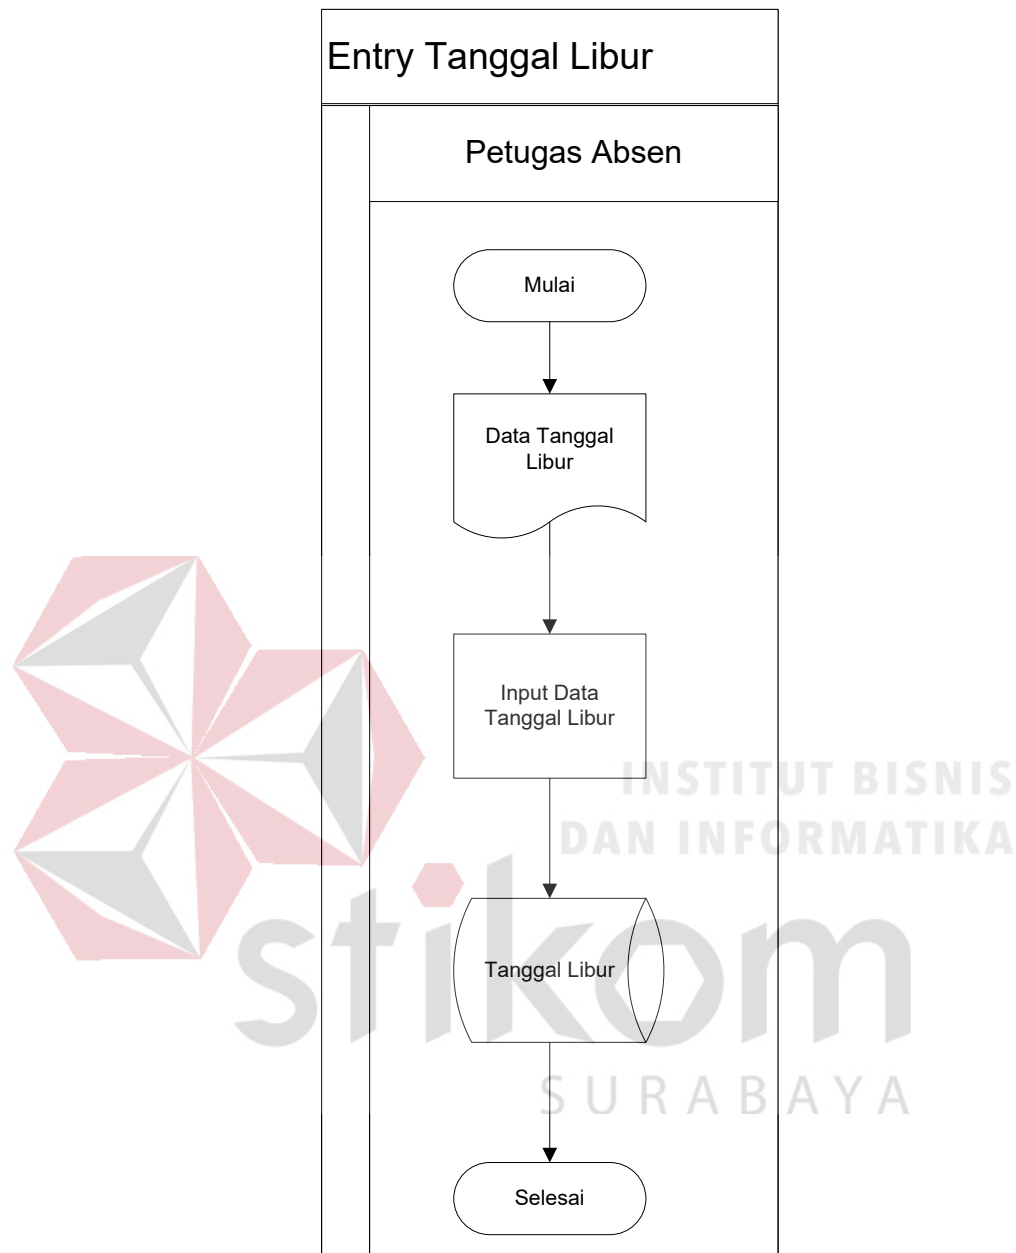 Entry Tanggal Libur
Petugas Absen
Mulai
Data Tanggal
Libur
Input Data
Tanggal Libur
INSTITUT BISNIS
DAN INFORMATIKA
stikom
Tanggal Libur
SURABAYA
Selesai